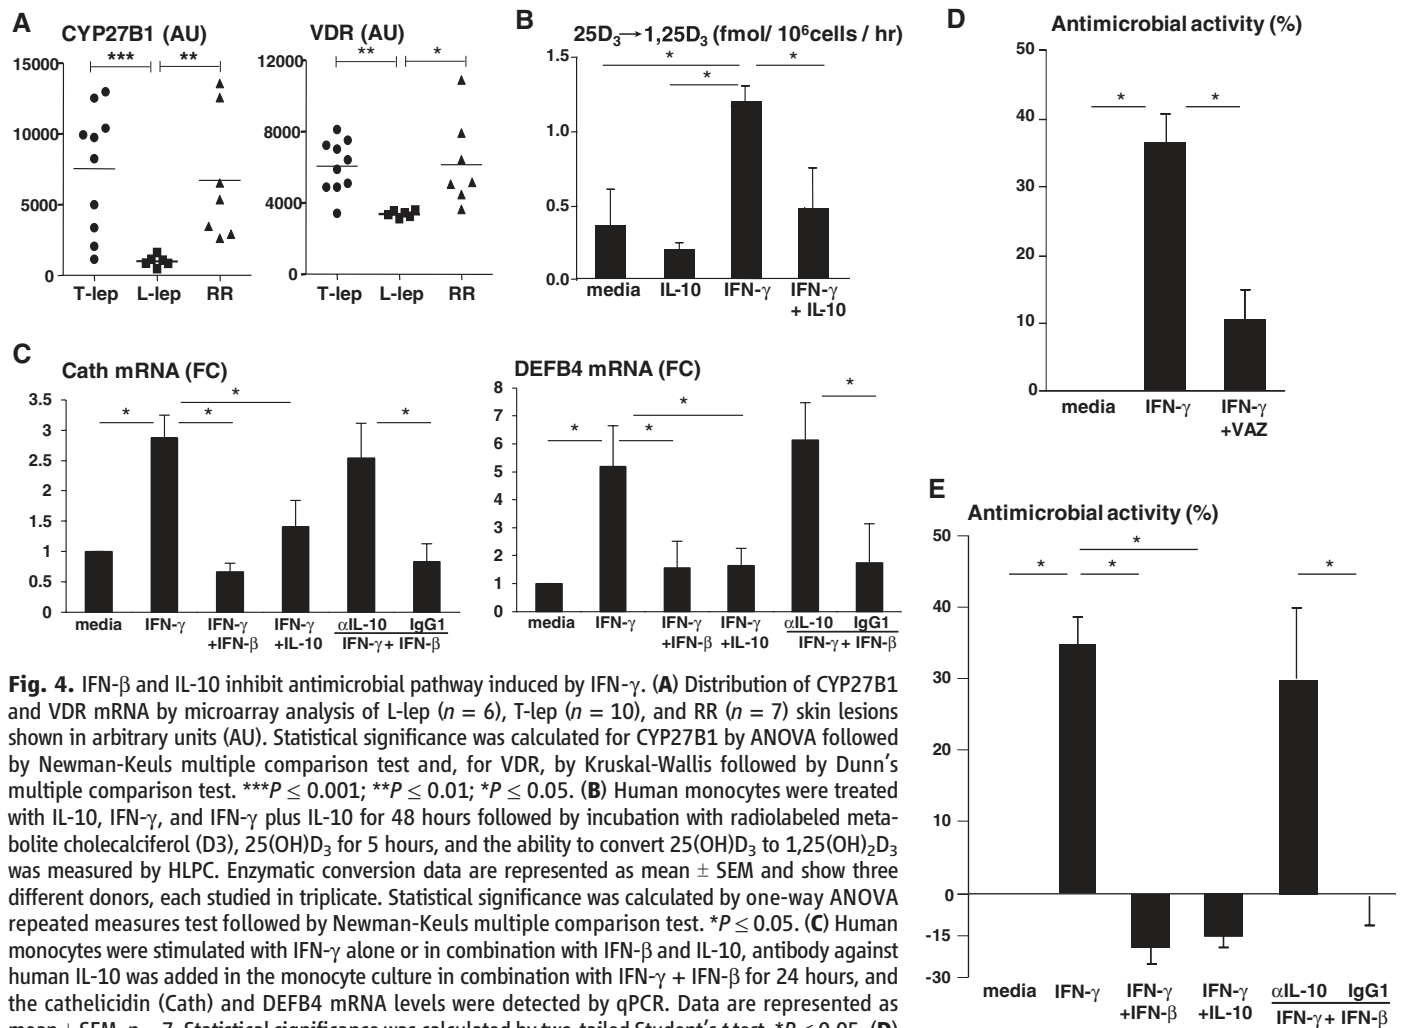 A
CYP27B1 (AU)
*** **
15000
10000
5000
0
T-lep L-lep RR
VDR (AU)
** *
12000
8000
4000
0
T-lep L-lep RR
B
25D₃→1,25D₃ (fmol/ 10⁶cells / hr)
* * *
1.5
1.0
0.5
0.0
media IL-10 IFN-γ IFN-γ
+ IL-10
C
Cath mRNA (FC)
* * * *
3.5
3
2.5
2
1.5
1
0.5
0
media IFN-γ IFN-γ IFN-γ αIL-10 IgG1
+IFN-β +IL-10 IFN-γ+ IFN-β
DEFB4 mRNA (FC)
* * * *
8
7
6
5
4
3
2
1
0
media IFN-γ IFN-γ IFN-γ αIL-10 IgG1
+IFN-β +IL-10 IFN-γ+ IFN-β
D
Antimicrobial activity (%)
* *
50
40
30
20
10
0
media IFN-γ IFN-γ
+VAZ
E
Antimicrobial activity (%)
* * * *
50
40
30
20
10
0
-15
-30
media IFN-γ IFN-γ IFN-γ αIL-10 IgG1
+IFN-β +IL-10 IFN-γ+ IFN-β
Fig. 4. IFN-β and IL-10 inhibit antimicrobial pathway induced by IFN-γ. (A) Distribution of CYP27B1
and VDR mRNA by microarray analysis of L-lep (n = 6), T-lep (n = 10), and RR (n = 7) skin lesions
shown in arbitrary units (AU). Statistical significance was calculated for CYP27B1 by ANOVA followed
by Newman-Keuls multiple comparison test and, for VDR, by Kruskal-Wallis followed by Dunn's
multiple comparison test. ***P ≤ 0.001; **P ≤ 0.01; *P ≤ 0.05. (B) Human monocytes were treated
with IL-10, IFN-γ, and IFN-γ plus IL-10 for 48 hours followed by incubation with radiolabeled meta-
bolite cholecalciferol (D3), 25(OH)D₃ for 5 hours, and the ability to convert 25(OH)D₃ to 1,25(OH)₂D₃
was measured by HLPC. Enzymatic conversion data are represented as mean ± SEM and show three
different donors, each studied in triplicate. Statistical significance was calculated by one-way ANOVA
repeated measures test followed by Newman-Keuls multiple comparison test. *P ≤ 0.05. (C) Human
monocytes were stimulated with IFN-γ alone or in combination with IFN-β and IL-10, antibody against
human IL-10 was added in the monocyte culture in combination with IFN-γ + IFN-β for 24 hours, and
the cathelicidin (Cath) and DEFB4 mRNA levels were detected by qPCR. Data are represented as
mean ± SEM, n = 7. Statistical significance was calculated by two-tailed Student's t test. *P ≤ 0.05. (D)